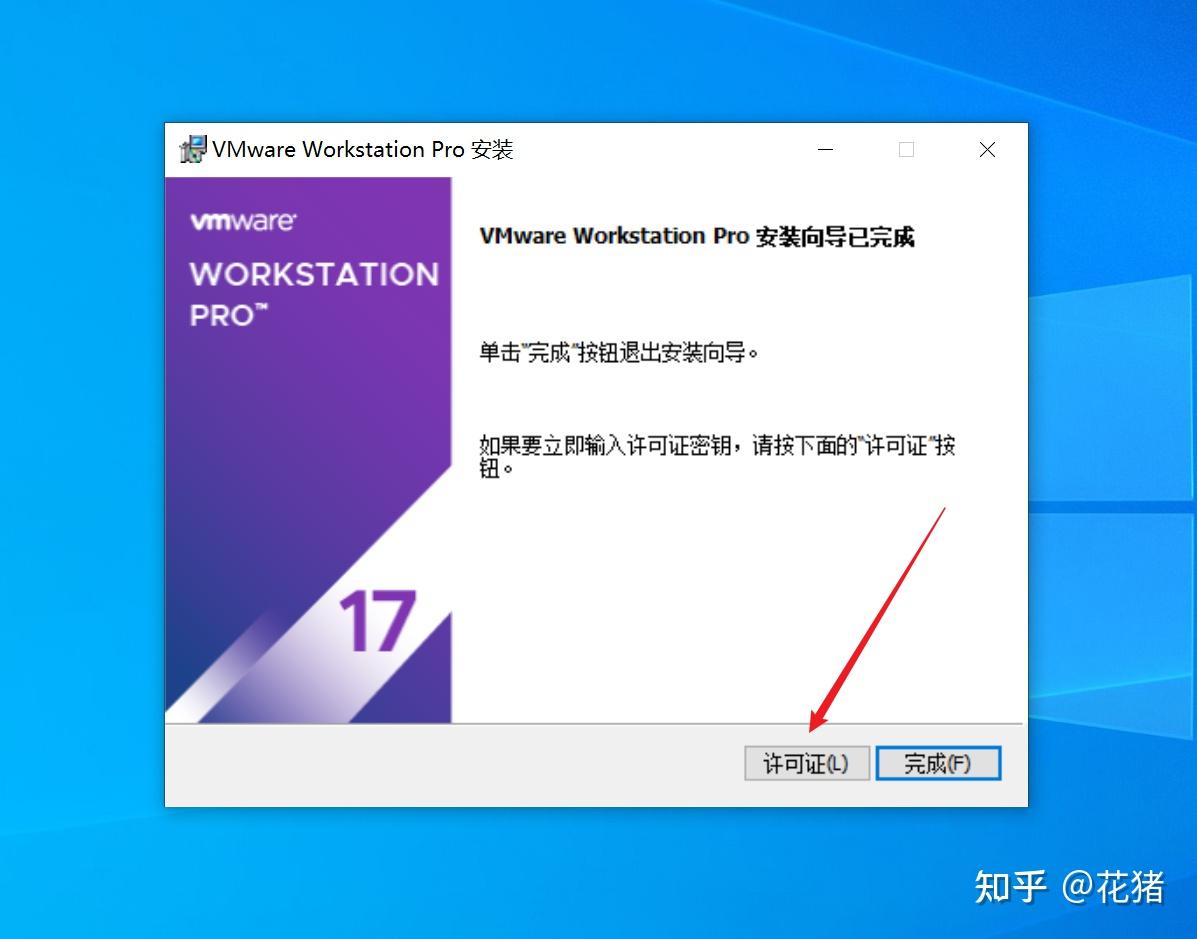 VMware Workstation Pro 安装
vmware
WORKSTATION
PRO™
17
VMware Workstation Pro 安装向导已完成
单击"完成"按钮退出安装向导。
如果要立即输入许可证密钥，请按下面的"许可证"按
钮。
许可证(L)
完成(F)
知乎 @花猪